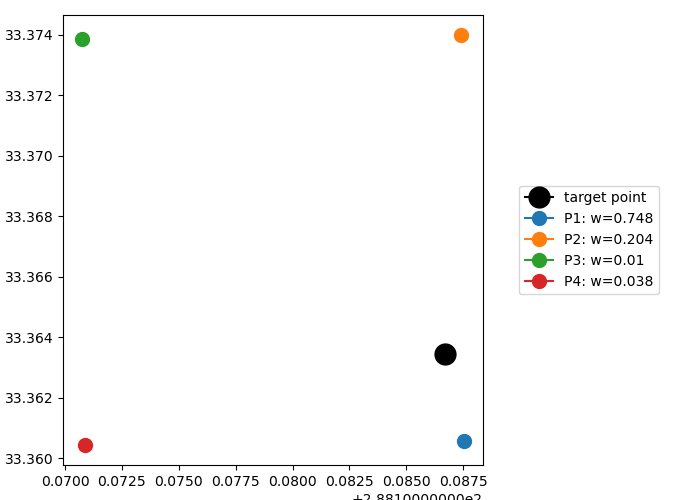 33.374
33.372
33.370
33.368
33.366
33.364
33.362
33.360
0.0700 0.0725 0.0750 0.0775 0.0800 0.0825 0.0850 0.0875
+2.8810000000e2
target point
P1: w=0.748
P2: w=0.204
P3: w=0.01
P4: w=0.038